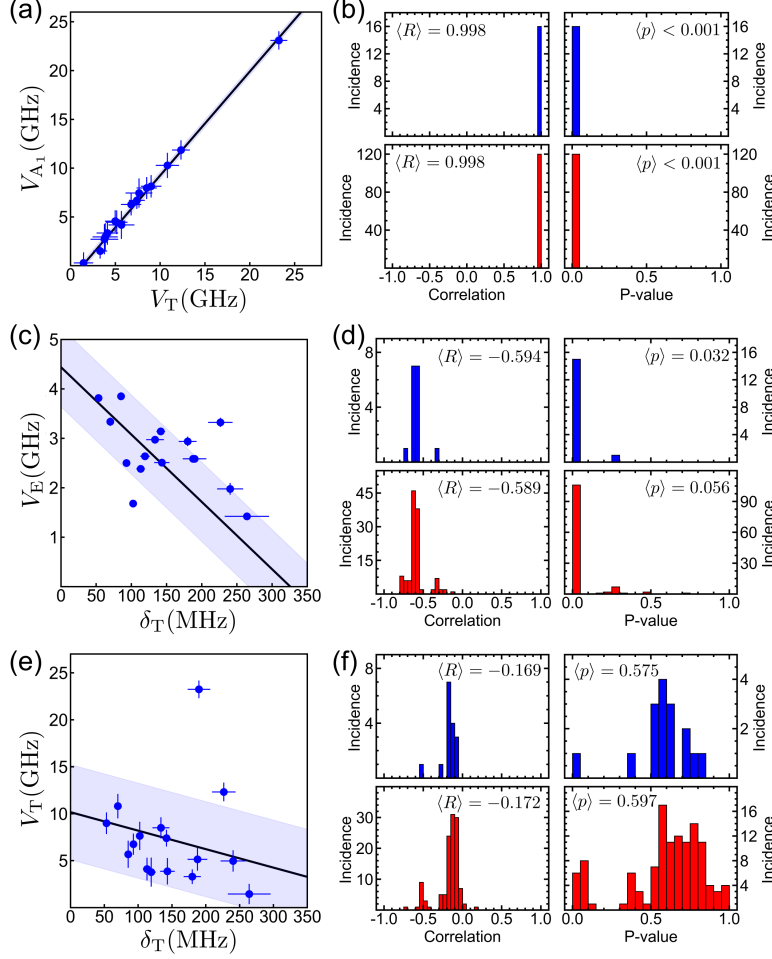 (a)
25
20
15
10
5
V_A1(GHz)
0 5 10 15 20 25
V_T(GHz)
(b)
⟨R⟩ = 0.998
16
12
8
4
Incidence
⟨p⟩ < 0.001
16
12
8
4
Incidence
⟨R⟩ = 0.998
120
80
40
Incidence
-1.0 -0.5 0.0 0.5 1.0
Correlation
⟨p⟩ < 0.001
120
80
40
Incidence
0.0 0.5 1.0
P-value
(c)
5
4
3
2
1
V_E(GHz)
0 50 100 150 200 250 300 350
δ_T(MHz)
(d)
⟨R⟩ = −0.594
8
4
Incidence
⟨p⟩ = 0.032
16
12
8
4
Incidence
⟨R⟩ = −0.589
45
30
15
Incidence
-1.0 -0.5 0.0 0.5 1.0
Correlation
⟨p⟩ = 0.056
90
60
30
Incidence
0.0 0.5 1.0
P-value
(e)
25
20
15
10
5
V_T(GHz)
0 50 100 150 200 250 300 350
δ_T(MHz)
(f)
⟨R⟩ = −0.169
8
4
Incidence
⟨p⟩ = 0.575
4
2
Incidence
⟨R⟩ = −0.172
30
20
10
Incidence
-1.0 -0.5 0.0 0.5 1.0
Correlation
⟨p⟩ = 0.597
16
12
8
4
Incidence
0.0 0.5 1.0
P-value